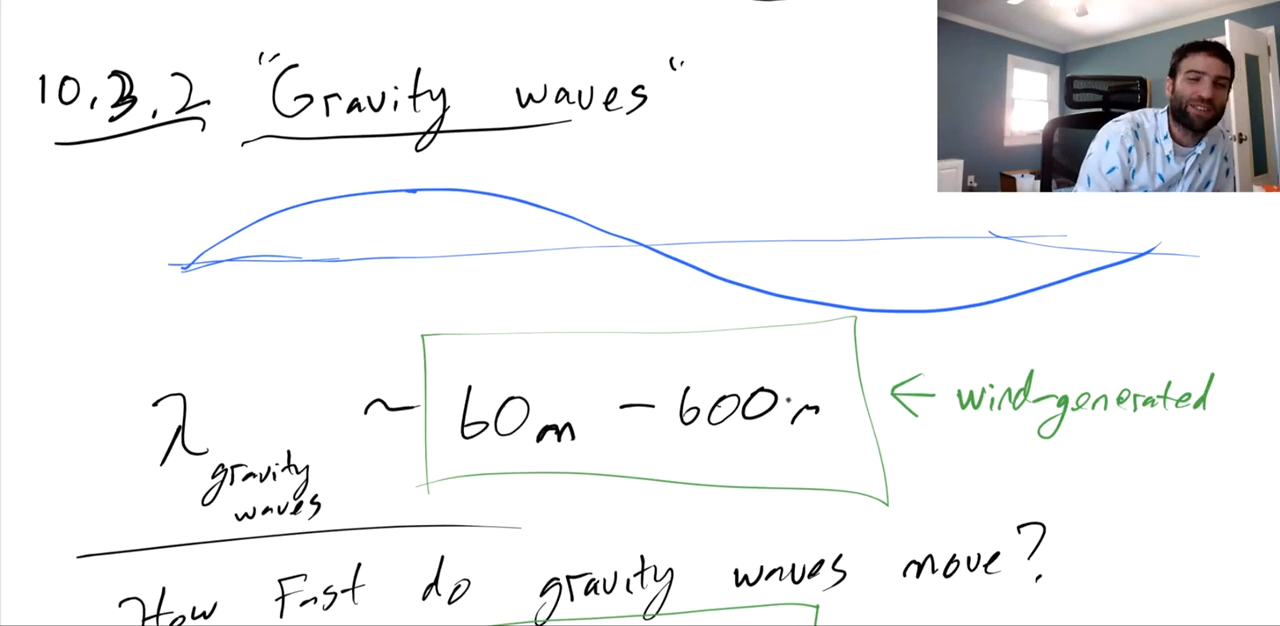 10.3.2 "Gravity waves"
λ gravity waves ~ 60m - 600m ← wind-generated
How Fast do gravity waves move?